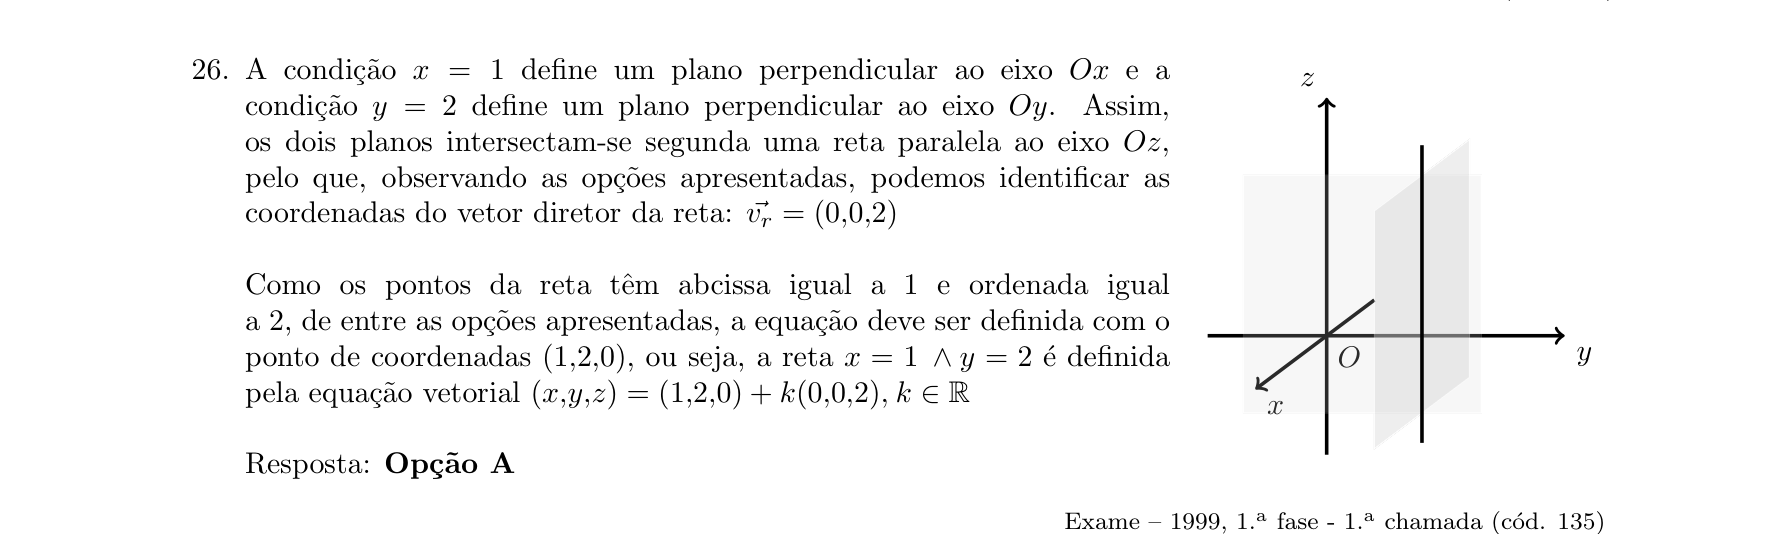 26. A condição x = 1 define um plano perpendicular ao eixo Ox e a
condição y = 2 define um plano perpendicular ao eixo Oy. Assim,
os dois planos intersectam-se segunda uma reta paralela ao eixo Oz,
pelo que, observando as opções apresentadas, podemos identificar as
coordenadas do vetor diretor da reta: v⃗ᵣ = (0,0,2)
Como os pontos da reta têm abcissa igual a 1 e ordenada igual
a 2, de entre as opções apresentadas, a equação deve ser definida com o
ponto de coordenadas (1,2,0), ou seja, a reta x = 1 ∧ y = 2 é definida
pela equação vetorial (x,y,z) = (1,2,0) + k(0,0,2), k ∈ ℝ
Resposta: Opção A
z
O
y
x
Exame – 1999, 1.ª fase - 1.ª chamada (cód. 135)